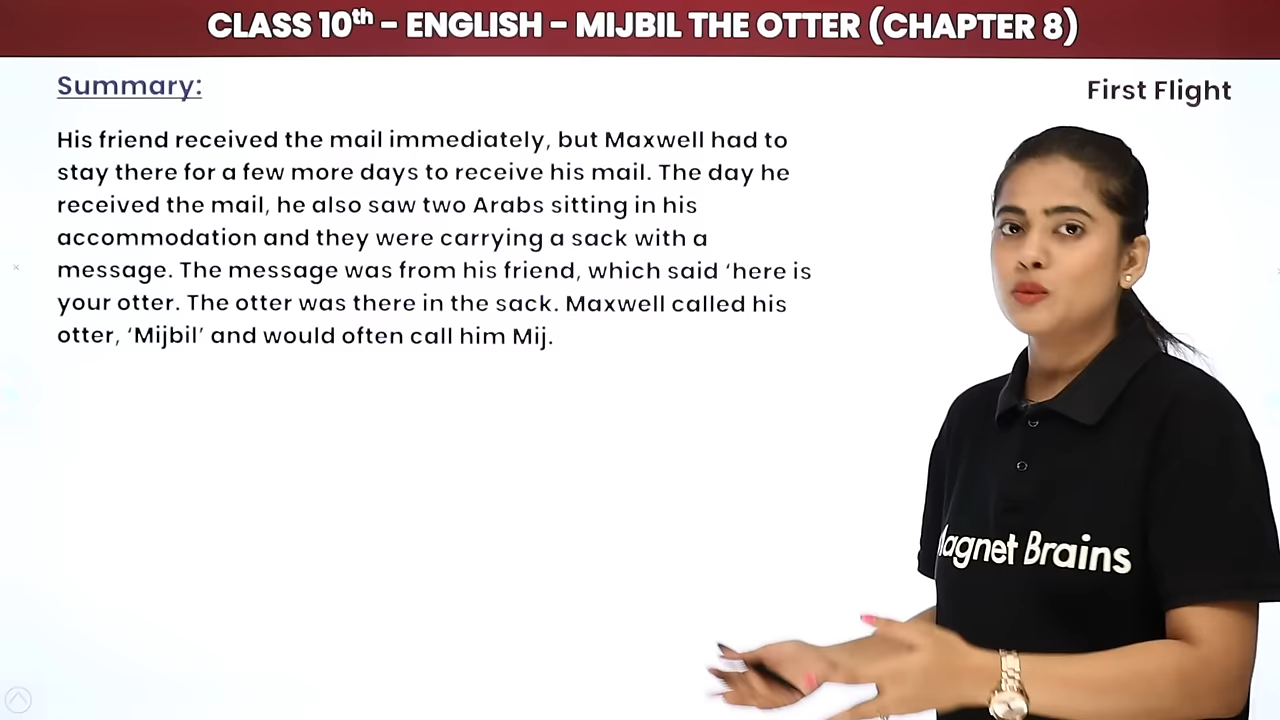 CLASS 10th – ENGLISH – MIJBIL THE OTTER (CHAPTER 8)
Summary:
First Flight
His friend received the mail immediately, but Maxwell had to
stay there for a few more days to receive his mail. The day he
received the mail, he also saw two Arabs sitting in his
accommodation and they were carrying a sack with a
message. The message was from his friend, which said ‘here is
your otter. The otter was there in the sack. Maxwell called his
otter, ‘Mijbil’ and would often call him Mij.
Magnet Brains